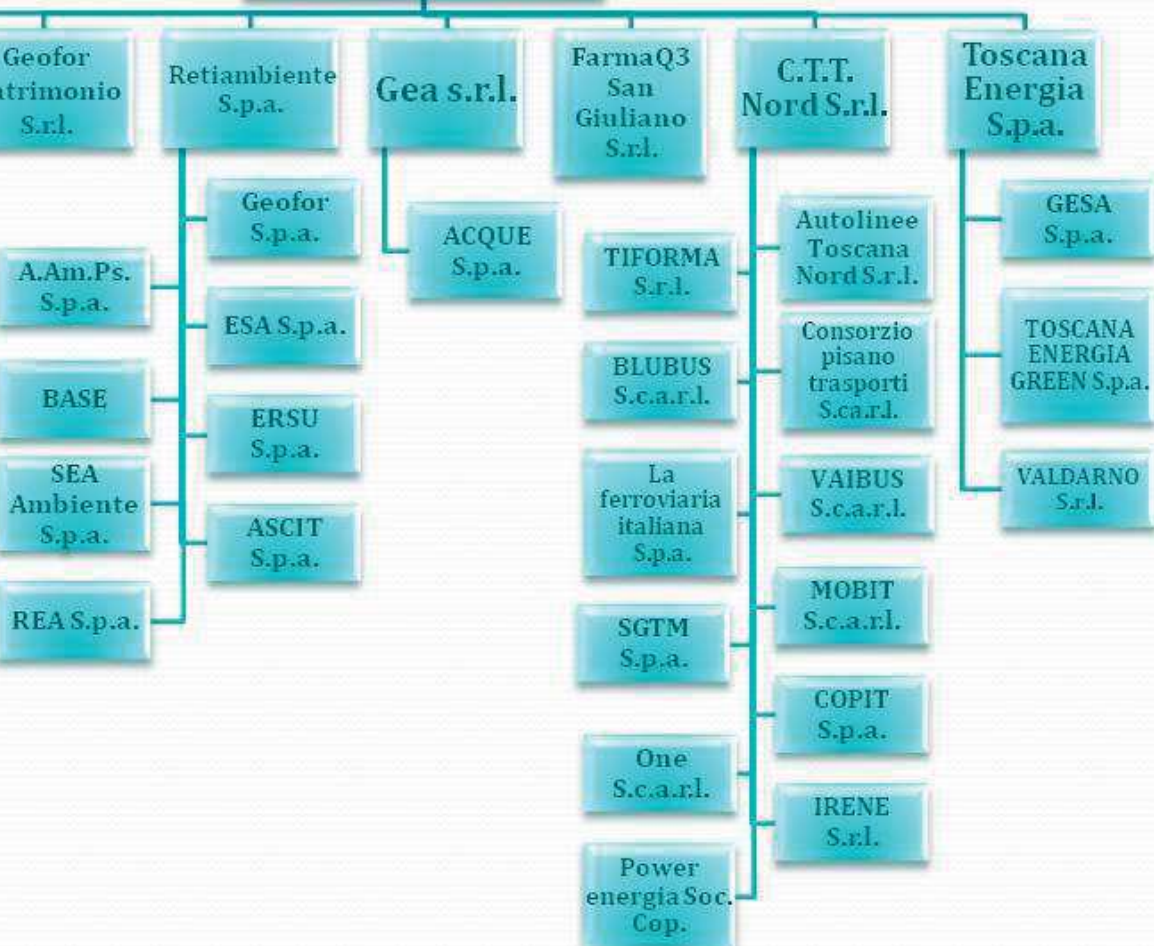 Geofor
S.r.l.
Retiambiente
S.p.a.
Gea s.r.l.
FarmaQ3
San
Giuliano
S.r.l.
C.T.T.
Nord S.r.l.
Toscana
Energia
S.p.a.
Geofor
S.p.a.
A.Am.Ps.
S.p.a.
ESA S.p.a.
BASE
ERSU
S.p.a.
SEA
Ambiente
S.p.a.
ASCIT
S.p.a.
REA S.p.a.
ACQUE
S.p.a.
Autolinee
Toscana
Nord S.r.l.
TIFORMA
S.r.l.
Consorzio
pisano
trasporti
S.ca.r.l.
BLUBUS
S.c.a.r.l.
VAIBUS
S.c.a.r.l.
La
ferroviaria
italiana
S.p.a.
MOBIT
S.c.a.r.l.
SGTM
S.p.a.
COPIT
S.p.a.
One
S.c.a.r.l.
IRENE
S.r.l.
Power
energia Soc.
Cop.
GESA
S.p.a.
TOSCANA
ENERGIA
GREEN S.p.a.
VALDARNO
S.r.l.